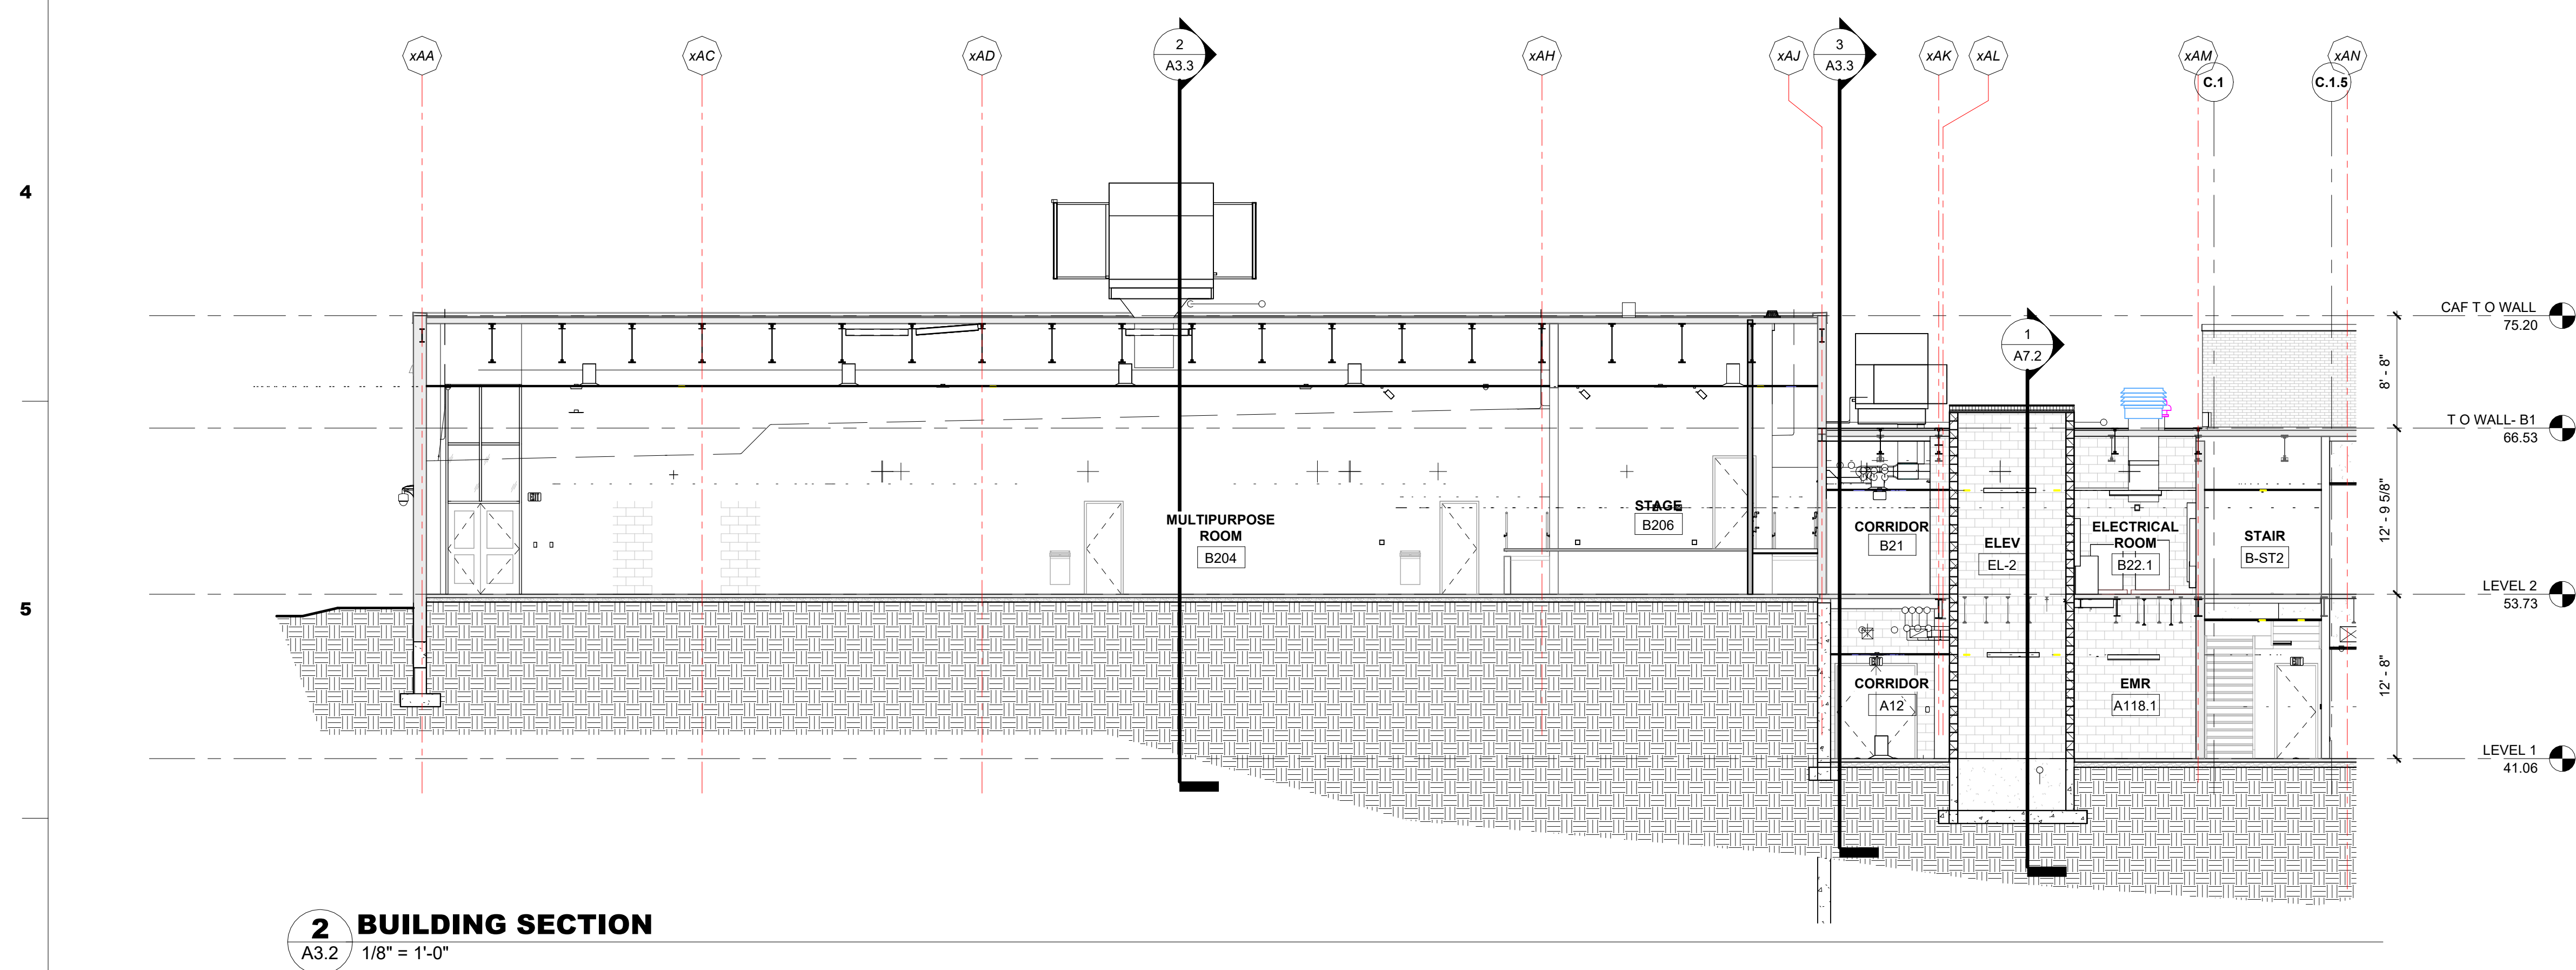 xAA
xAC
xAD
2
A3.3
xAH
xAJ
3
A3.3
xAK
xAL
xAM
xAN
C.1
C.1.5
4
CAF T O WALL
75.20
1
A7.2
8' - 8"
T O WALL- B1
66.53
12' - 9 5/8"
MULTIPURPOSE
ROOM
B204
STAGE
B206
CORRIDOR
B21
ELEV
EL-2
ELECTRICAL
ROOM
B22.1
STAIR
B-ST2
LEVEL 2
53.73
5
12' - 8"
CORRIDOR
A12
EMR
A118.1
LEVEL 1
41.06
2
BUILDING SECTION
A3.2
1/8" = 1'-0"